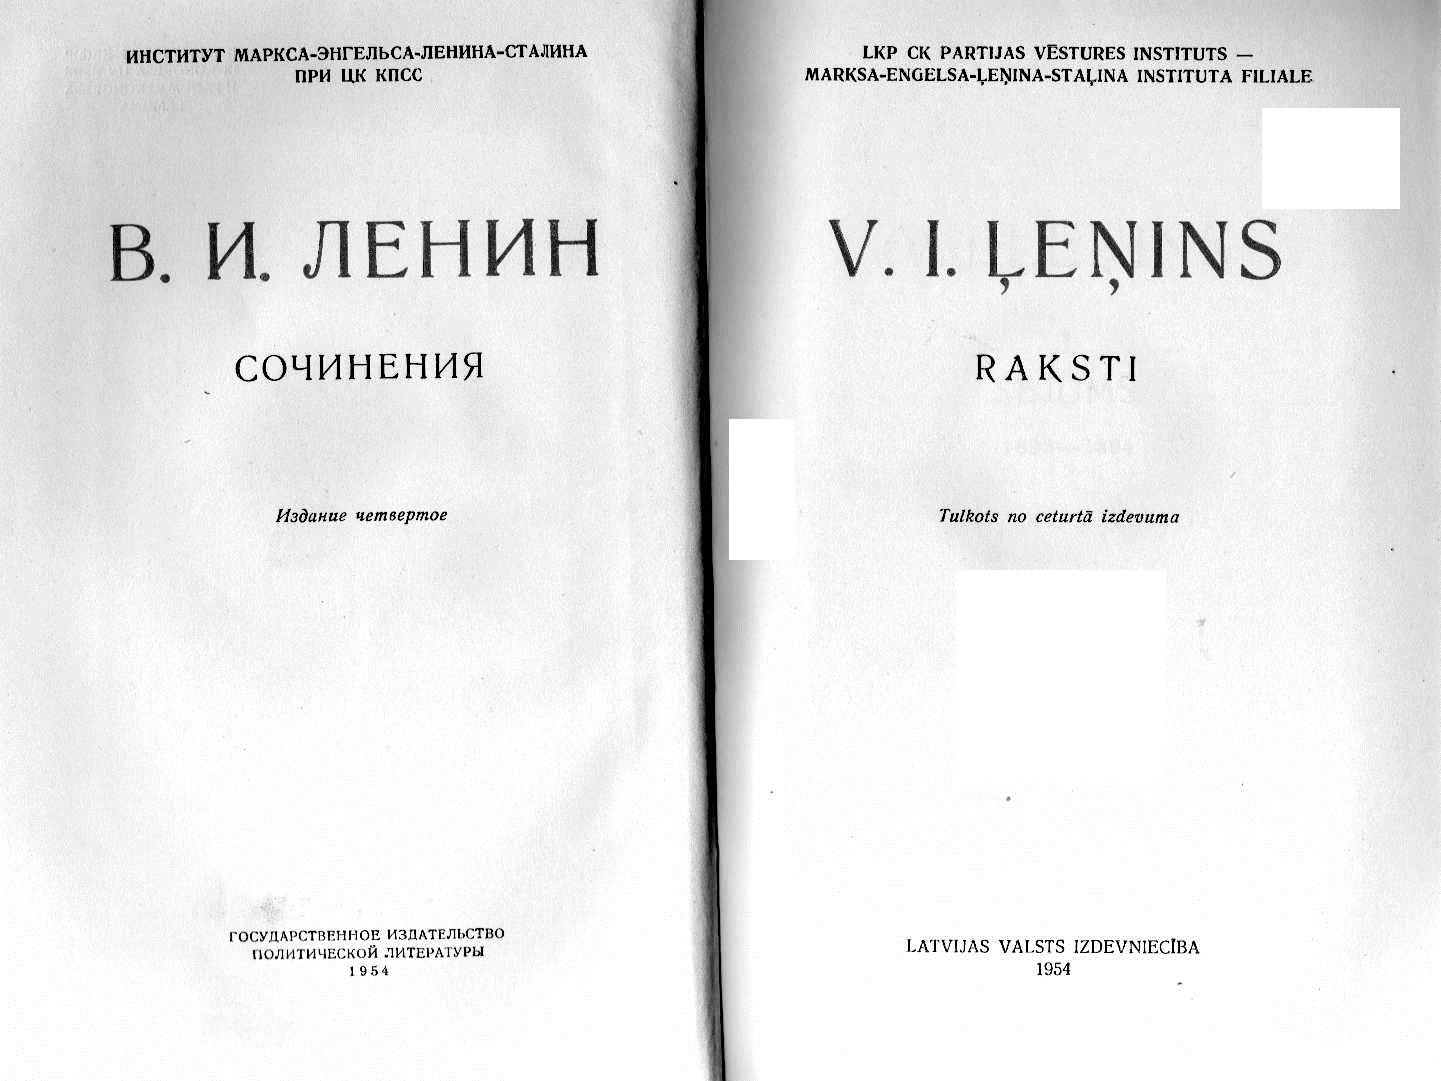 ИНСТИТУТ МАРКСА-ЭНГЕЛЬСА-ЛЕНИНА-СТАЛИНА
ПРИ ЦК КПСС
В. И. ЛЕНИН
СОЧИНЕНИЯ
Издание четвертое
ГОСУДАРСТВЕННОЕ ИЗДАТЕЛЬСТВО
ПОЛИТИЧЕСКОЙ ЛИТЕРАТУРЫ
1954
LKP CK PARTIJAS VĒSTURES INSTITUTS —
MARKSA-ENGELSA-ĻEŅINA-STAĻINA INSTITUTA FILIALE
V. I. ĻEŅINS
RAKSTI
Tulkots no ceturtā izdevuma
LATVIJAS VALSTS IZDEVNIECĪBA
1954